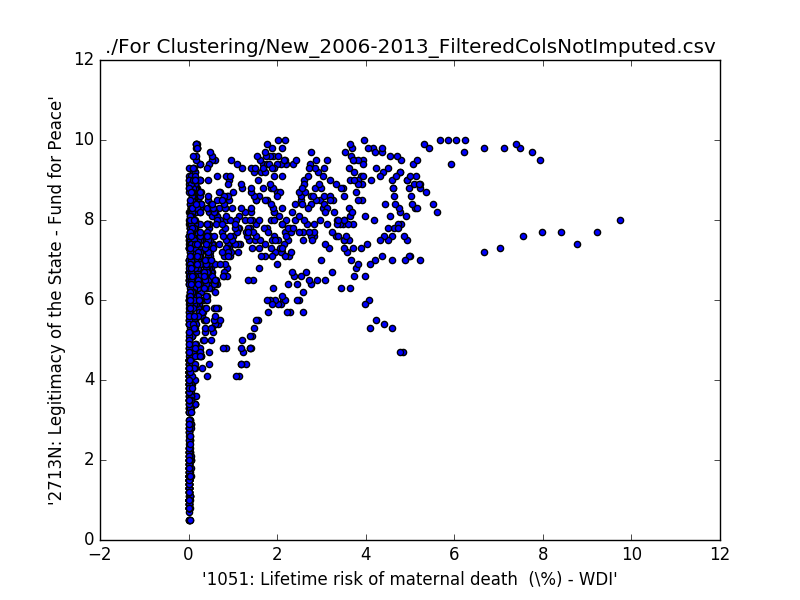 ./For Clustering/New_2006-2013_FilteredColsNotImputed.csv
12
10
8
6
4
2
0
'2713N: Legitimacy of the State - Fund for Peace'
−2 0 2 4 6 8 10 12
'1051: Lifetime risk of maternal death  (\%) - WDI'